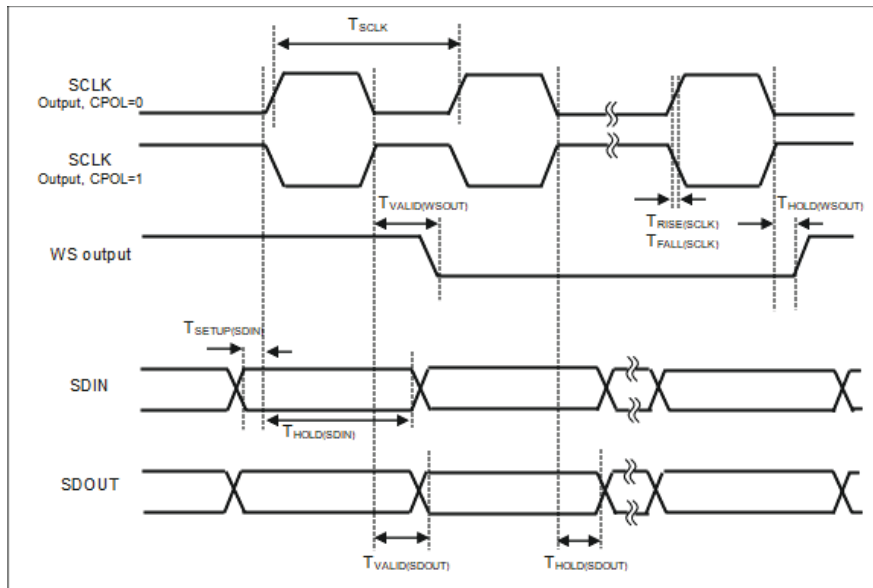 TSCLK
SCLK
Output, CPOL=0
SCLK
Output, CPOL=1
TVALID(WSOUT)
THOLD(WSOUT)
TRISE(SCLK)
TFALL(SCLK)
WS output
TSETUP(SDIN)
SDIN
THOLD(SDIN)
SDOUT
TVALID(SDOUT)
THOLD(SDOUT)